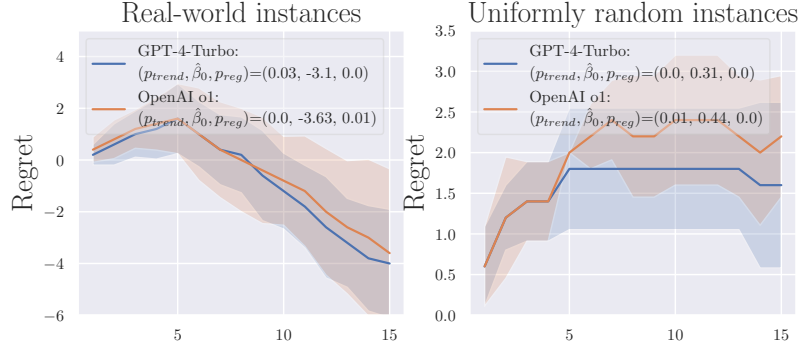 Real-world instances
GPT-4-Turbo:
(p_trend, β̂_0, p_reg)=(0.03, -3.1, 0.0)
OpenAI o1:
(p_trend, β̂_0, p_reg)=(0.0, -3.63, 0.01)
Regret
4
2
0
−2
−4
−6
5
10
15
Uniformly random instances
GPT-4-Turbo:
(p_trend, β̂_0, p_reg)=(0.0, 0.31, 0.0)
OpenAI o1:
(p_trend, β̂_0, p_reg)=(0.01, 0.44, 0.0)
Regret
3.5
3.0
2.5
2.0
1.5
1.0
0.5
0.0
5
10
15